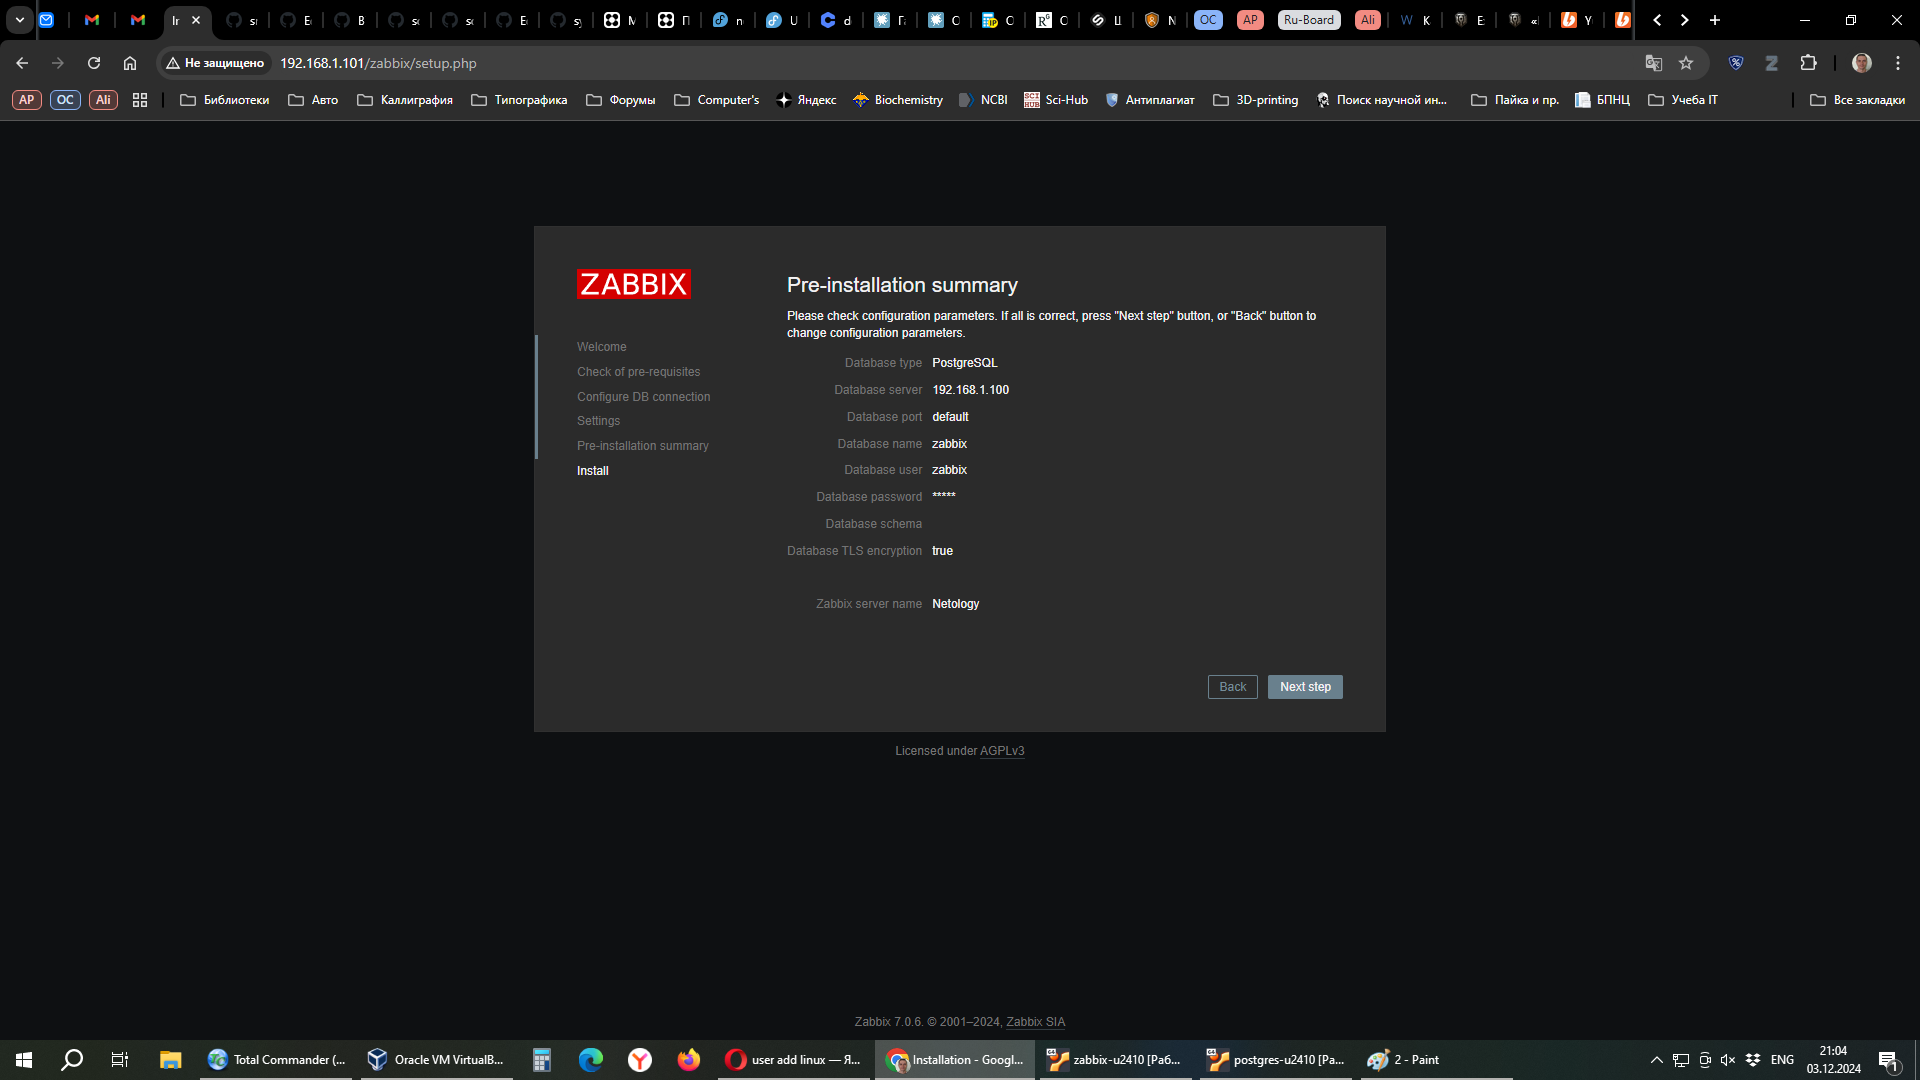 OC
AP
Ru-Board
Ali
Не защищено
192.168.1.101/zabbix/setup.php
AP
OC
Ali
Библиотеки
Авто
Каллиграфия
Типографика
Форумы
Computer's
Яндекс
Biochemistry
NCBI
Sci-Hub
Антиплагиат
3D-printing
Поиск научной ин...
Пайка и пр.
БПНЦ
Учеба IT
Все закладки
ZABBIX
Welcome
Check of pre-requisites
Configure DB connection
Settings
Pre-installation summary
Install
Pre-installation summary
Please check configuration parameters. If all is correct, press "Next step" button, or "Back" button to
change configuration parameters.
Database type PostgreSQL
Database server 192.168.1.100
Database port default
Database name zabbix
Database user zabbix
Database password *****
Database schema
Database TLS encryption true
Zabbix server name Netology
Back
Next step
Licensed under AGPLv3
Zabbix 7.0.6. © 2001–2024, Zabbix SIA
Total Commander (...
Oracle VM VirtualB...
user add linux — Я...
Installation - Googl...
zabbix-u2410 [Раб...
postgres-u2410 [Ра...
2 - Paint
ENG
21:04
03.12.2024
1